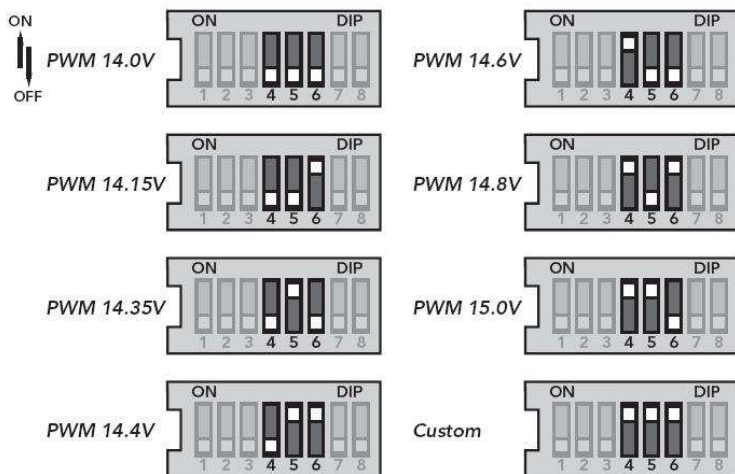 ON
OFF
PWM 14.0V
ON DIP
1 2 3 4 5 6 7 8
PWM 14.6V
ON DIP
1 2 3 4 5 6 7 8
PWM 14.15V
ON DIP
1 2 3 4 5 6 7 8
PWM 14.8V
ON DIP
1 2 3 4 5 6 7 8
PWM 14.35V
ON DIP
1 2 3 4 5 6 7 8
PWM 15.0V
ON DIP
1 2 3 4 5 6 7 8
PWM 14.4V
ON DIP
1 2 3 4 5 6 7 8
Custom
ON DIP
1 2 3 4 5 6 7 8